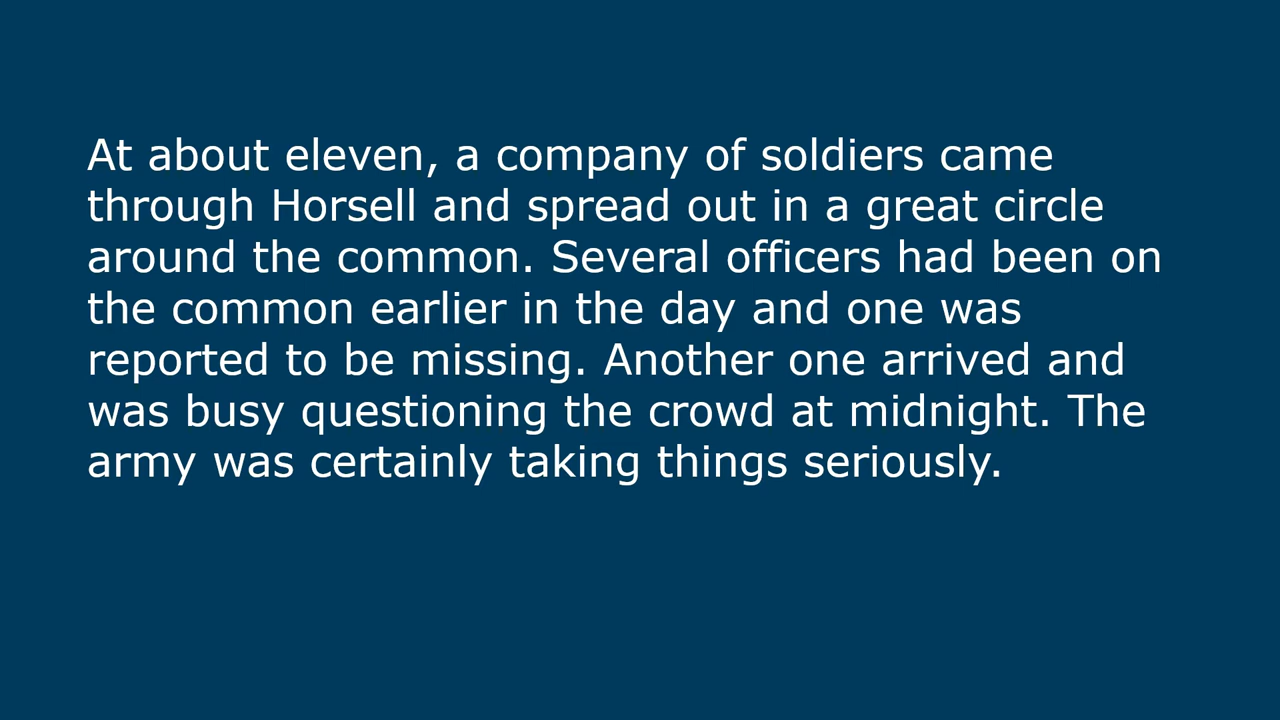 At about eleven, a company of soldiers came
through Horsell and spread out in a great circle
around the common. Several officers had been on
the common earlier in the day and one was
reported to be missing. Another one arrived and
was busy questioning the crowd at midnight. The
army was certainly taking things seriously.